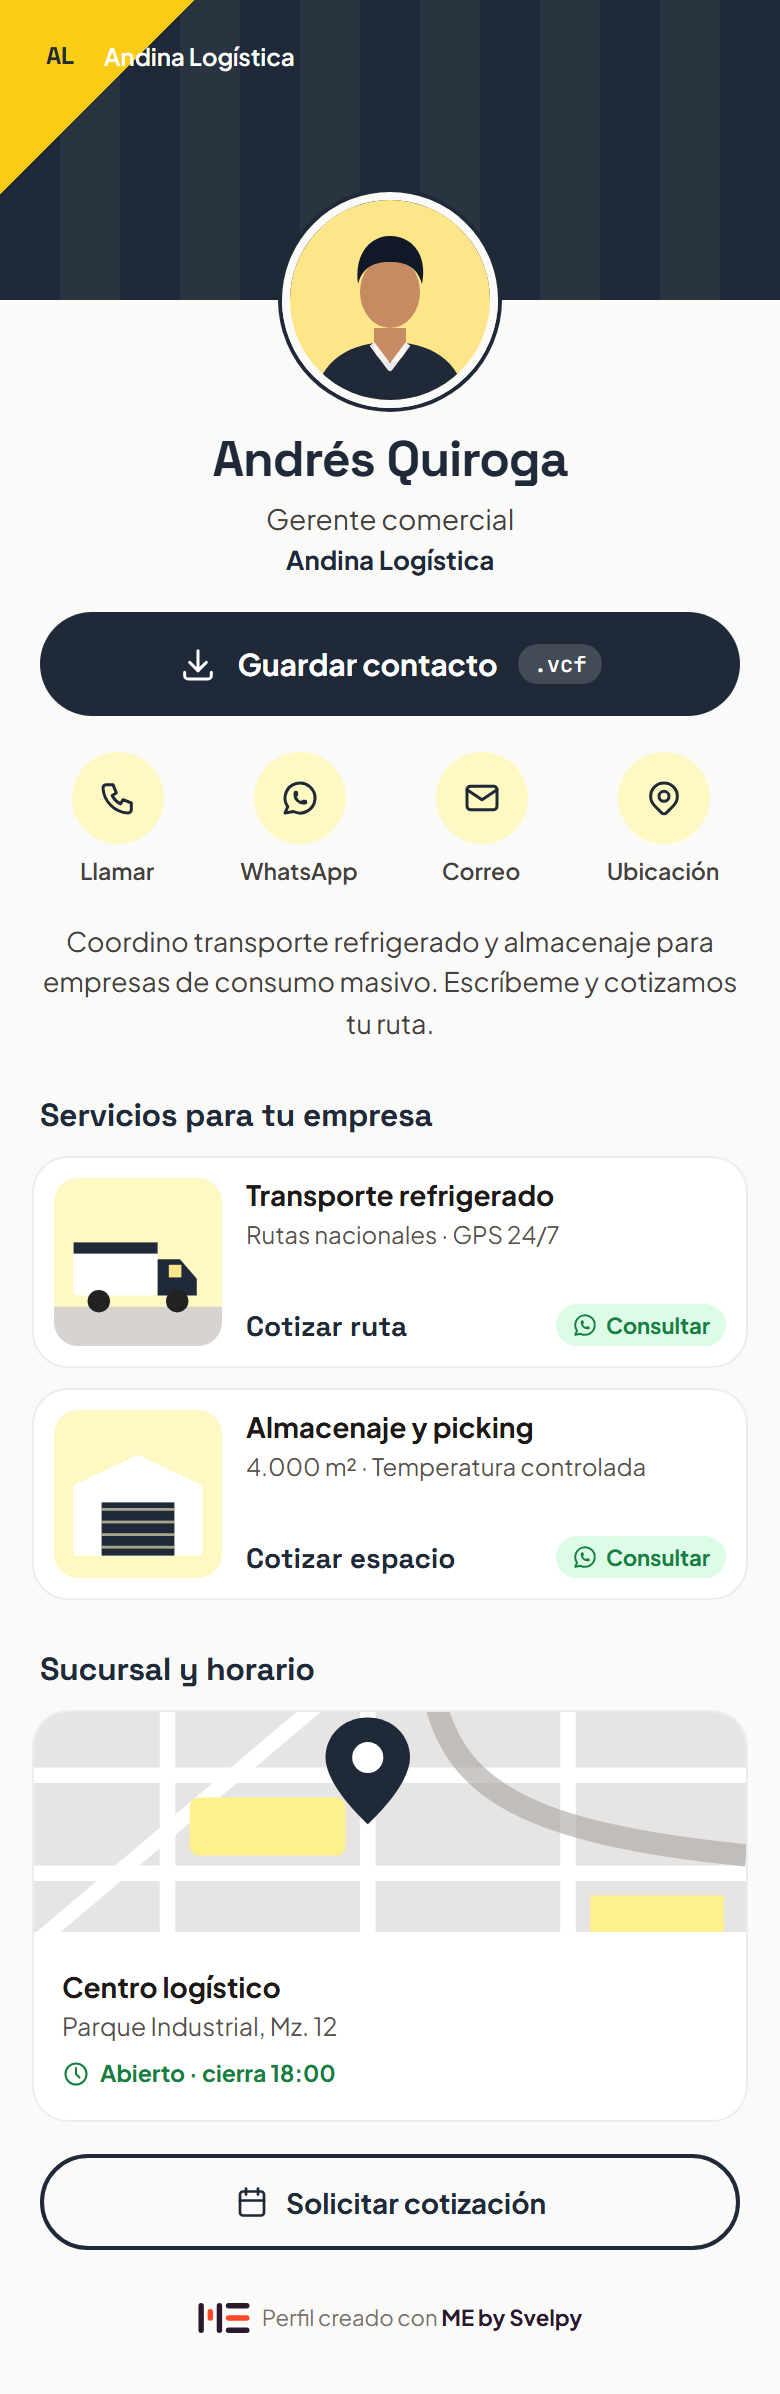 AL Andina Logística
Andrés Quiroga
Gerente comercial
Andina Logística
Guardar contacto .vcf
Llamar WhatsApp Correo Ubicación
Coordino transporte refrigerado y almacenaje para
empresas de consumo masivo. Escríbeme y cotizamos
tu ruta.
Servicios para tu empresa
Transporte refrigerado
Rutas nacionales · GPS 24/7
Cotizar ruta Consultar
Almacenaje y picking
4.000 m² · Temperatura controlada
Cotizar espacio Consultar
Sucursal y horario
Centro logístico
Parque Industrial, Mz. 12
Abierto · cierra 18:00
Solicitar cotización
ME Perfil creado con ME by Svelpy